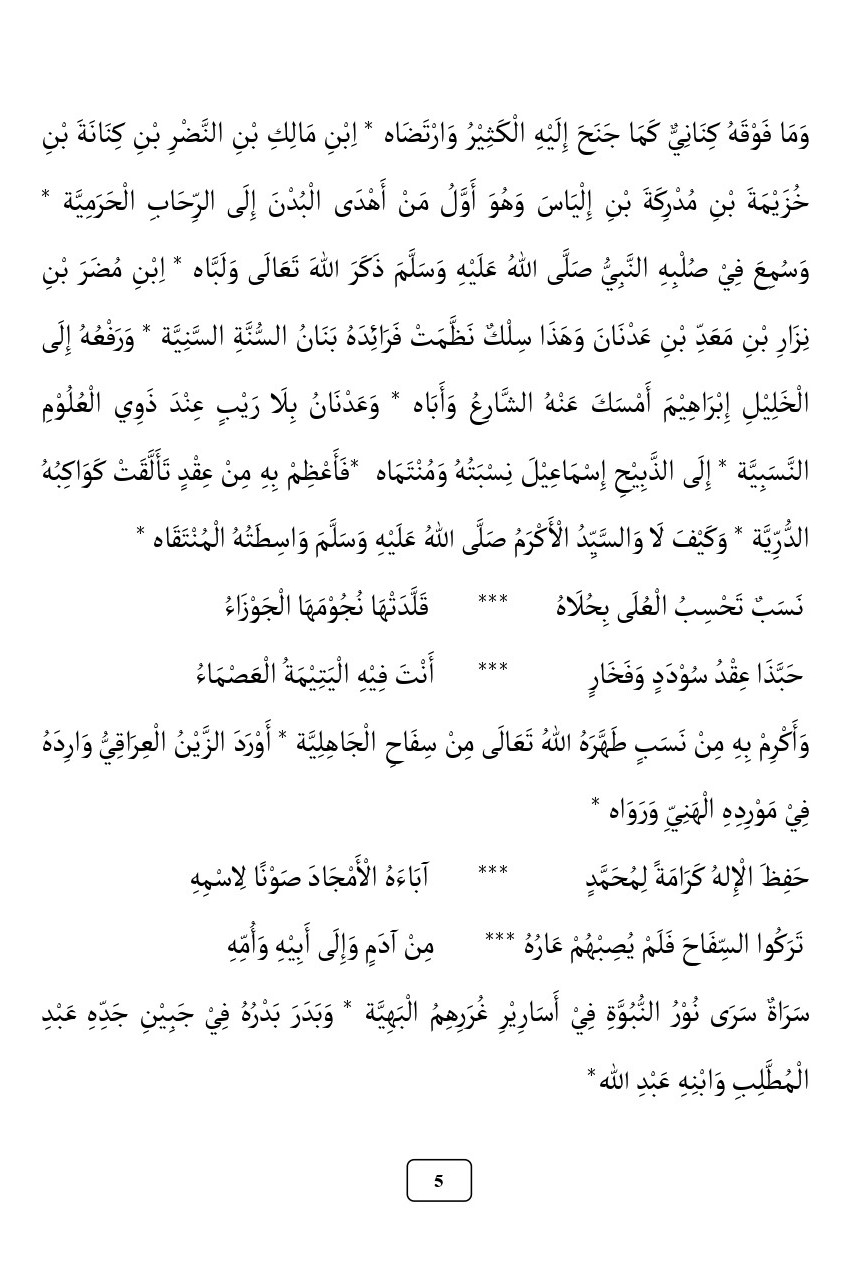 وَمَا فَوْقَهُ كِنَانِيٌّ كَمَا جَنَحَ إِلَيْهِ الْكَثِيْرُ وَارْتَضَاه * اِبْنِ مَالِكِ بْنِ النَّضْرِ بْنِ كِنَانَةَ بْنِ
خُزَيْمَةَ بْنِ مُدْرِكَةَ بْنِ إِلْيَاسَ وَهُوَ أَوَّلُ مَنْ أَهْدَى الْبُدْنَ إِلَى الرِّحَابِ الْحَرَمِيَّة *
وَسُمِعَ فِيْ صُلْبِهِ النَّبِيُّ صَلَّى اللهُ عَلَيْهِ وَسَلَّمَ ذَكَرَ اللهَ تَعَالَى وَلَبَّاه * اِبْنِ مُضَرَ بْنِ
نِزَارِ بْنِ مَعَدِّ بْنِ عَدْنَانَ وَهَذَا سِلْكٌ نَظَّمَتْ فَرَائِدَهُ بَنَانُ السُّنَّةِ السَّنِيَّة * وَرَفْعُهُ إِلَى
الْخَلِيْلِ إِبْرَاهِيْمَ أَمْسَكَ عَنْهُ الشَّارِعُ وَأَبَاه * وَعَدْنَانُ بِلَا رَيْبٍ عِنْدَ ذَوِي الْعُلُوْمِ
النَّسَبِيَّة * إِلَى الذَّبِيْحِ إِسْمَاعِيْلَ نِسْبَتُهُ وَمُنْتَمَاه *فَأَعْظِمْ بِهِ مِنْ عِقْدٍ تَأَلَّقَتْ كَوَاكِبُهُ
الدُّرِّيَّة * وَكَيْفَ لَا وَالسَّيِّدُ الْأَكْرَمُ صَلَّى اللهُ عَلَيْهِ وَسَلَّمَ وَاسِطَتُهُ الْمُنْتَقَاه *
نَسَبٌ تَحْسِبُ الْعُلَى بِحُلَاهُ *** قَلَّدَتْهَا نُجُوْمَهَا الْجَوْزَاءُ
حَبَّذَا عِقْدُ سُوْدَدٍ وَفَخَارٍ *** أَنْتَ فِيْهِ الْيَتِيْمَةُ الْعَصْمَاءُ
وَأَكْرِمْ بِهِ مِنْ نَسَبٍ طَهَّرَهُ اللهُ تَعَالَى مِنْ سِفَاحِ الْجَاهِلِيَّة * أَوْرَدَ الزَّيْنُ الْعِرَاقِيُّ وَارِدَهُ
فِيْ مَوْرِدِهِ الْهَنِيِّ وَرَوَاه *
حَفِظَ الْإِلهُ كَرَامَةً لِمُحَمَّدٍ *** آبَاءَهُ الْأَمْجَادَ صَوْنًا لِاسْمِهِ
تَرَكُوا السِّفَاحَ فَلَمْ يُصِبْهُمْ عَارُهُ *** مِنْ آدَمٍ وَإِلَى أَبِيْهِ وَأُمِّهِ
سَرَاةٌ سَرَى نُوْرُ النُّبُوَّةِ فِيْ أَسَارِيْرِ غُرَرِهِمُ الْبَهِيَّة * وَبَدَرَ بَدْرُهُ فِيْ جَبِيْنِ جَدِّهِ عَبْدِ
الْمُطَّلِبِ وَابْنِهِ عَبْدِ الله*
5